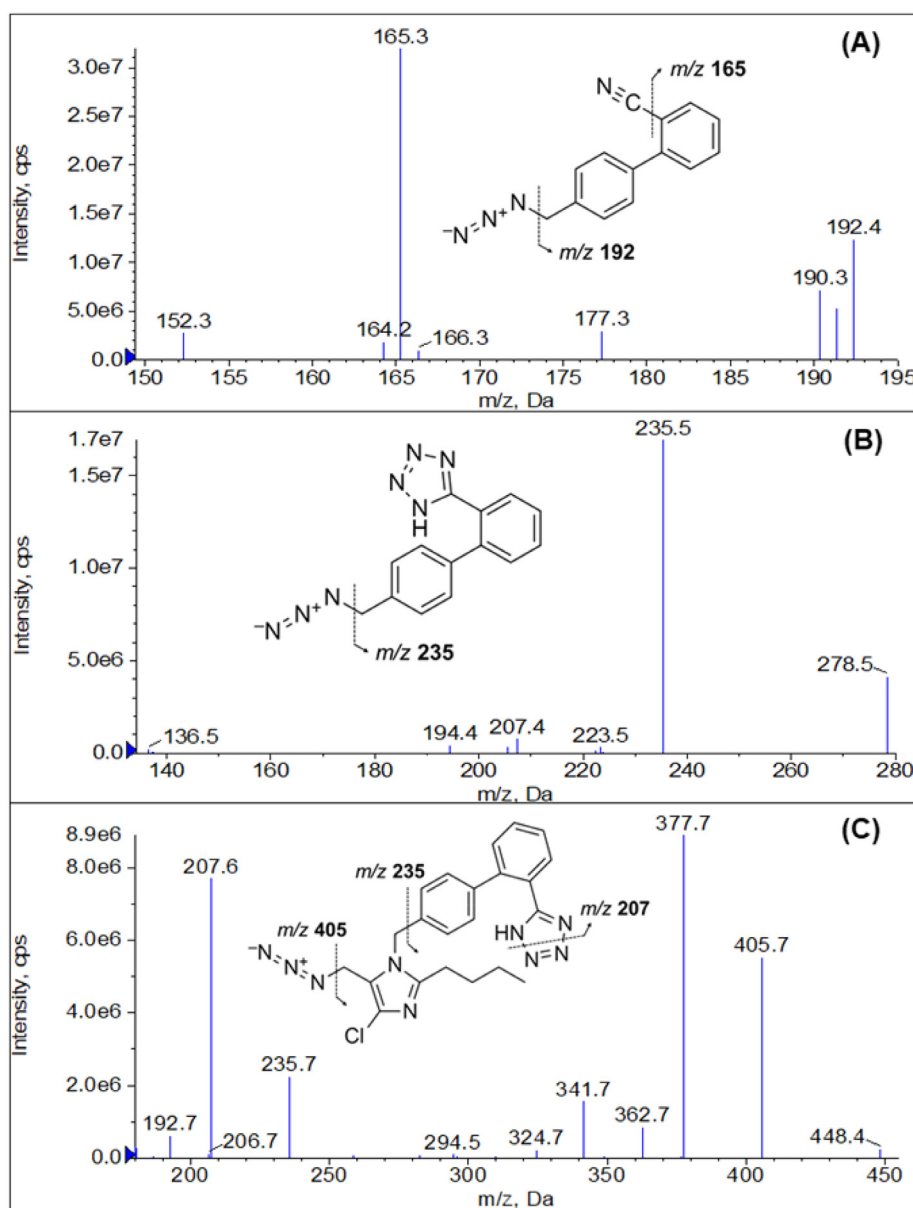 (A)
Intensity, cps
3.0e7
2.5e7
2.0e7
1.5e7
1.0e7
5.0e6
0.0
165.3
N C m/z 165
−N N+ N
m/z 192
192.4
190.3
152.3
164.2
166.3
177.3
150 155 160 165 170 175 180 185 190 195
m/z, Da
(B)
Intensity, cps
1.7e7
1.5e7
1.0e7
5.0e6
0.0
235.5
N N
N N
H
−N N+ N
m/z 235
278.5
136.5
194.4
207.4
223.5
140 160 180 200 220 240 260 280
m/z, Da
(C)
Intensity, cps
8.9e6
8.0e6
6.0e6
4.0e6
2.0e6
0.0
377.7
207.6
m/z 235
m/z 207
m/z 405
HN N
N N
−N N+ N
N
N
Cl
405.7
235.7
192.7
206.7
341.7
362.7
294.5
324.7
448.4
200 250 300 350 400 450
m/z, Da